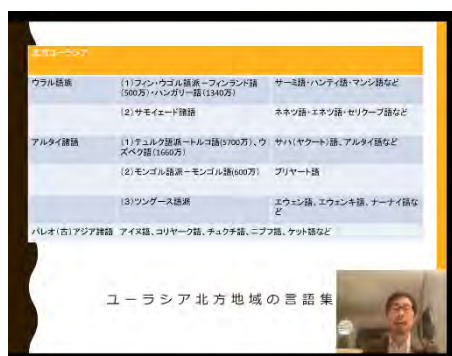 北方ユーラシア
ウラル語族 (1)フィン・ウゴル語派－フィンランド語 サーミ語・ハンティ語・マンシ語など
(500万)・ハンガリー語(1340万)
(2)サモイェード諸語 ネネツ語・エネツ語・セリクープ語など
アルタイ諸語 (1)テュルク語派－トルコ語(5700万)、ウ サハ(ヤクート)語、アルタイ語など
ズベク語(1660万)
(2)モンゴル語派－モンゴル語(600万) ブリヤート語
(3)ツングース語派 エウェン語、エウェンキ語、ナーナイ語な
ど
パレオ(古)アジア諸語 アイヌ語、コリヤーク語、チュクチ語、ニブフ語、ケット語など
ユーラシア北方地域の言語集